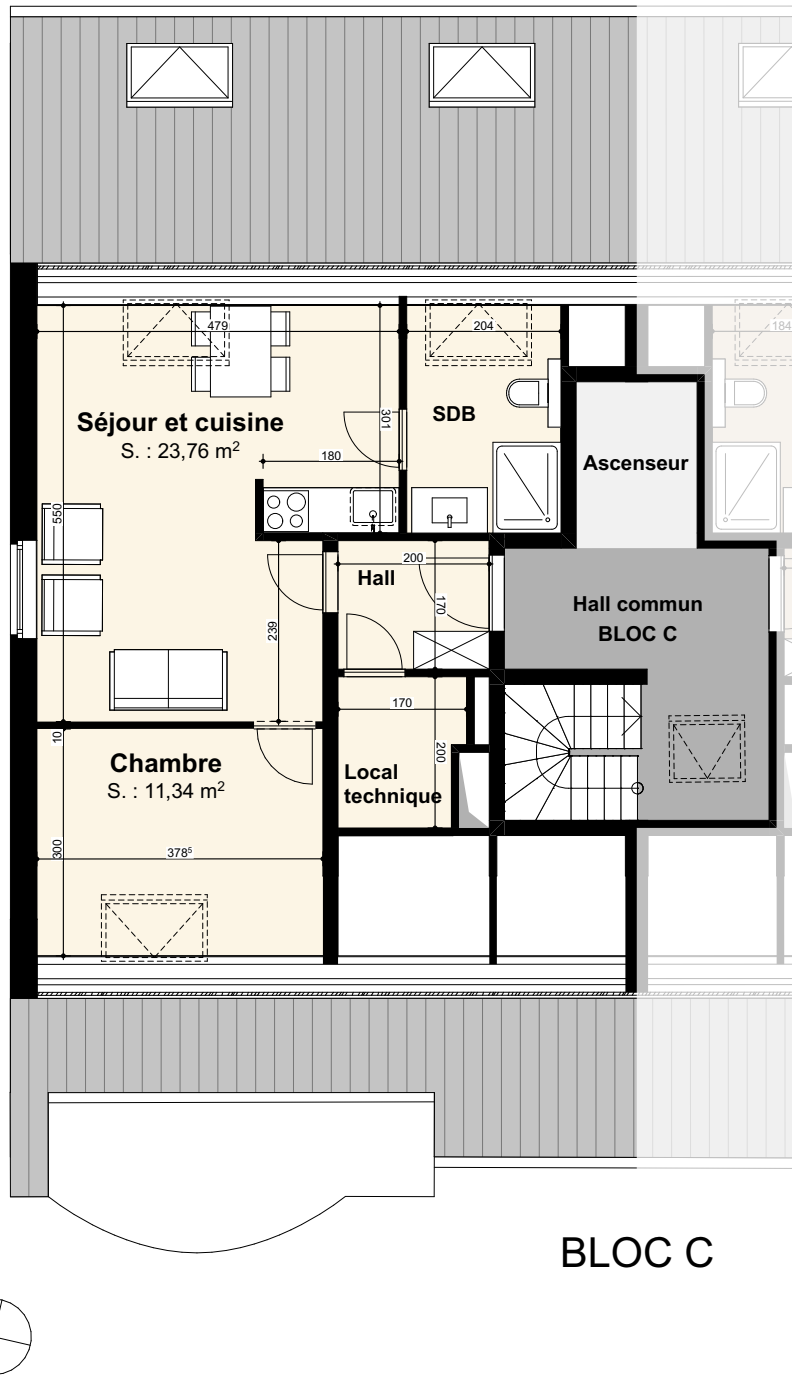 479
204
184
Séjour et cuisine
S. : 23,76 m²
301
SDB
180
Ascenseur
550
200
Hall
170
Hall commun
BLOC C
239
170
10
Chambre
S. : 11,34 m²
200
Local
technique
300
378⁵
BLOC C